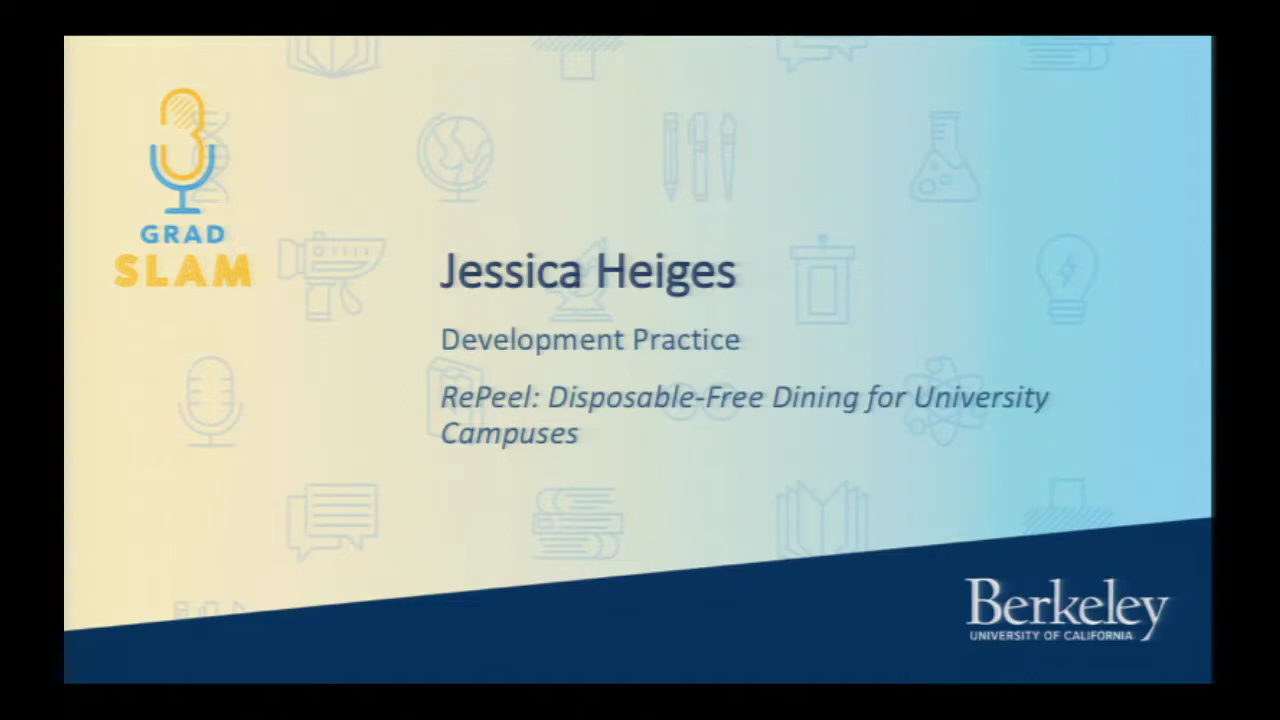 GRAD
SLAM
Jessica Heiges
Development Practice
RePeel: Disposable-Free Dining for University
Campuses
Berkeley
UNIVERSITY OF CALIFORNIA